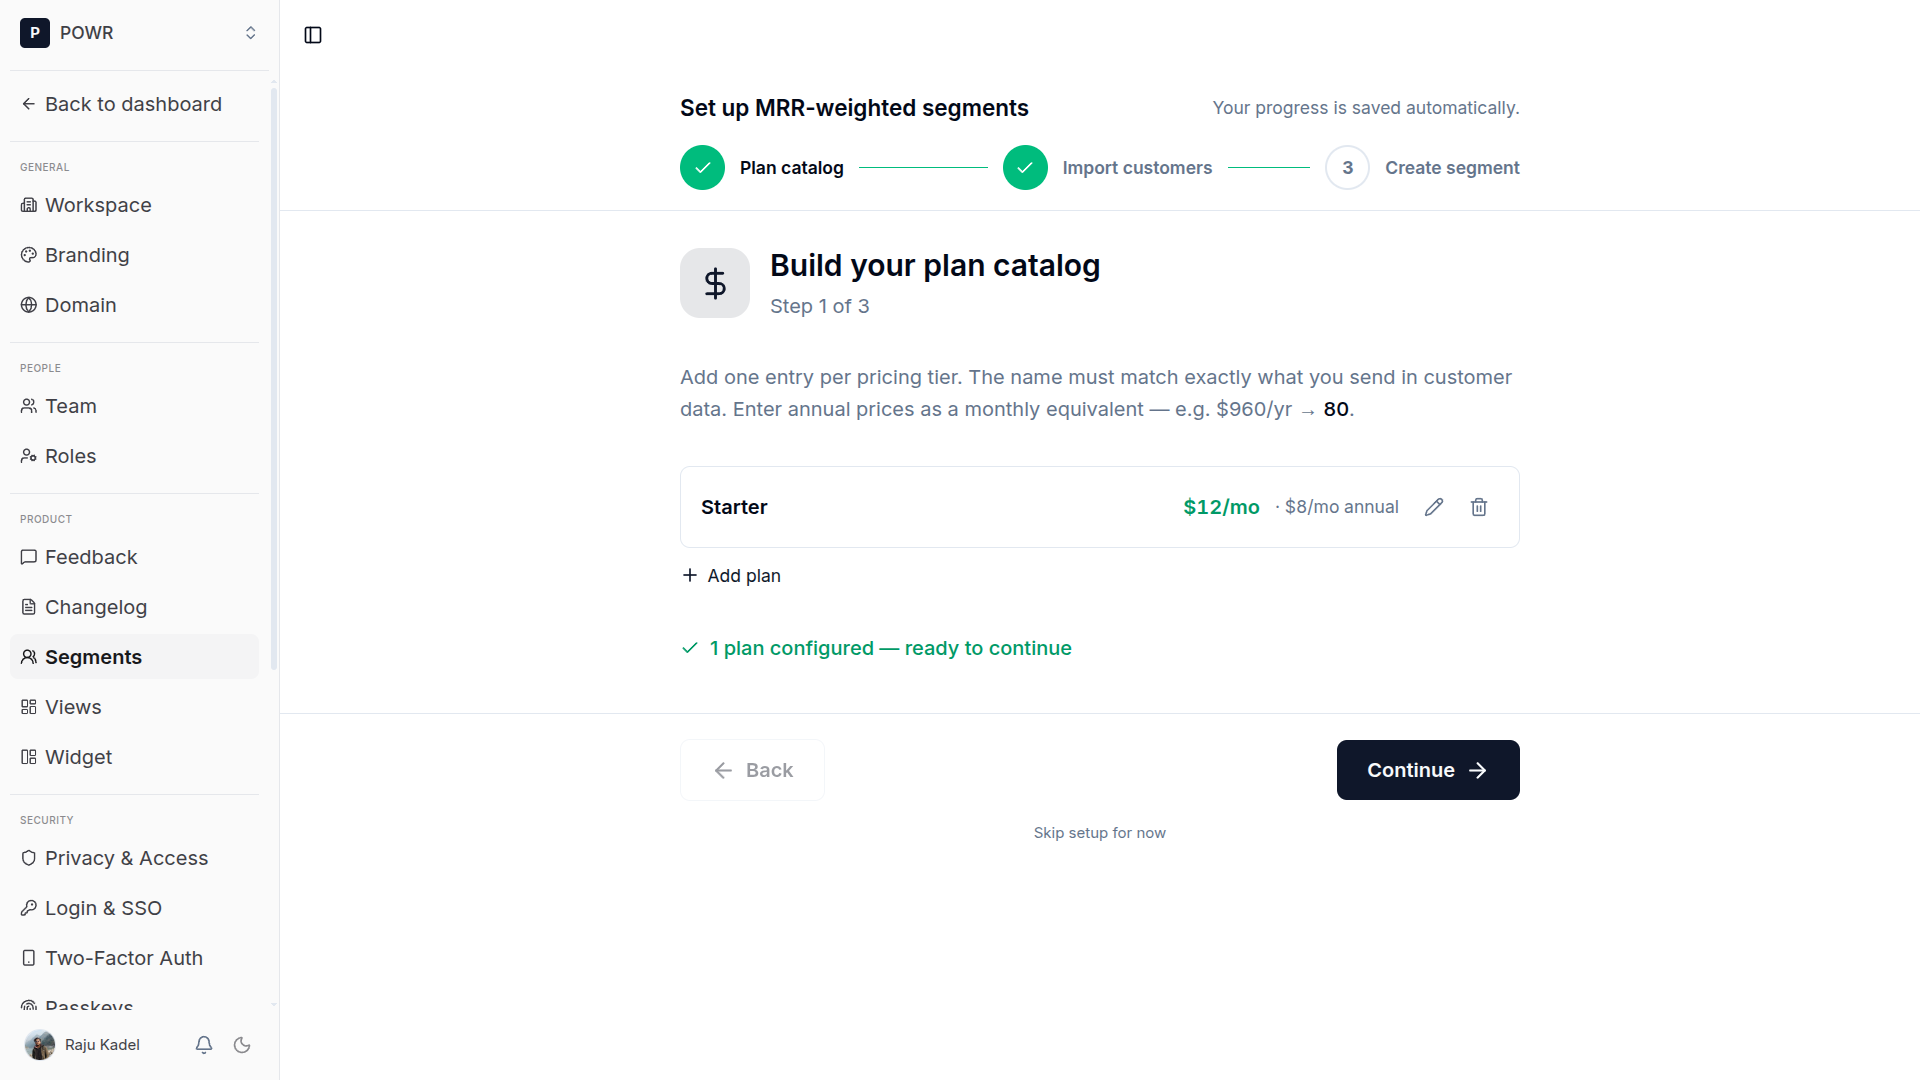 P POWR
Back to dashboard
GENERAL
Workspace
Branding
Domain
PEOPLE
Team
Roles
PRODUCT
Feedback
Changelog
Segments
Views
Widget
SECURITY
Privacy & Access
Login & SSO
Two-Factor Auth
Passkeys
Raju Kadel
Set up MRR-weighted segments
Your progress is saved automatically.
Plan catalog
Import customers
3 Create segment
Build your plan catalog
Step 1 of 3
Add one entry per pricing tier. The name must match exactly what you send in customer
data. Enter annual prices as a monthly equivalent — e.g. $960/yr → 80.
Starter
$12/mo · $8/mo annual
Add plan
1 plan configured — ready to continue
Back
Continue
Skip setup for now